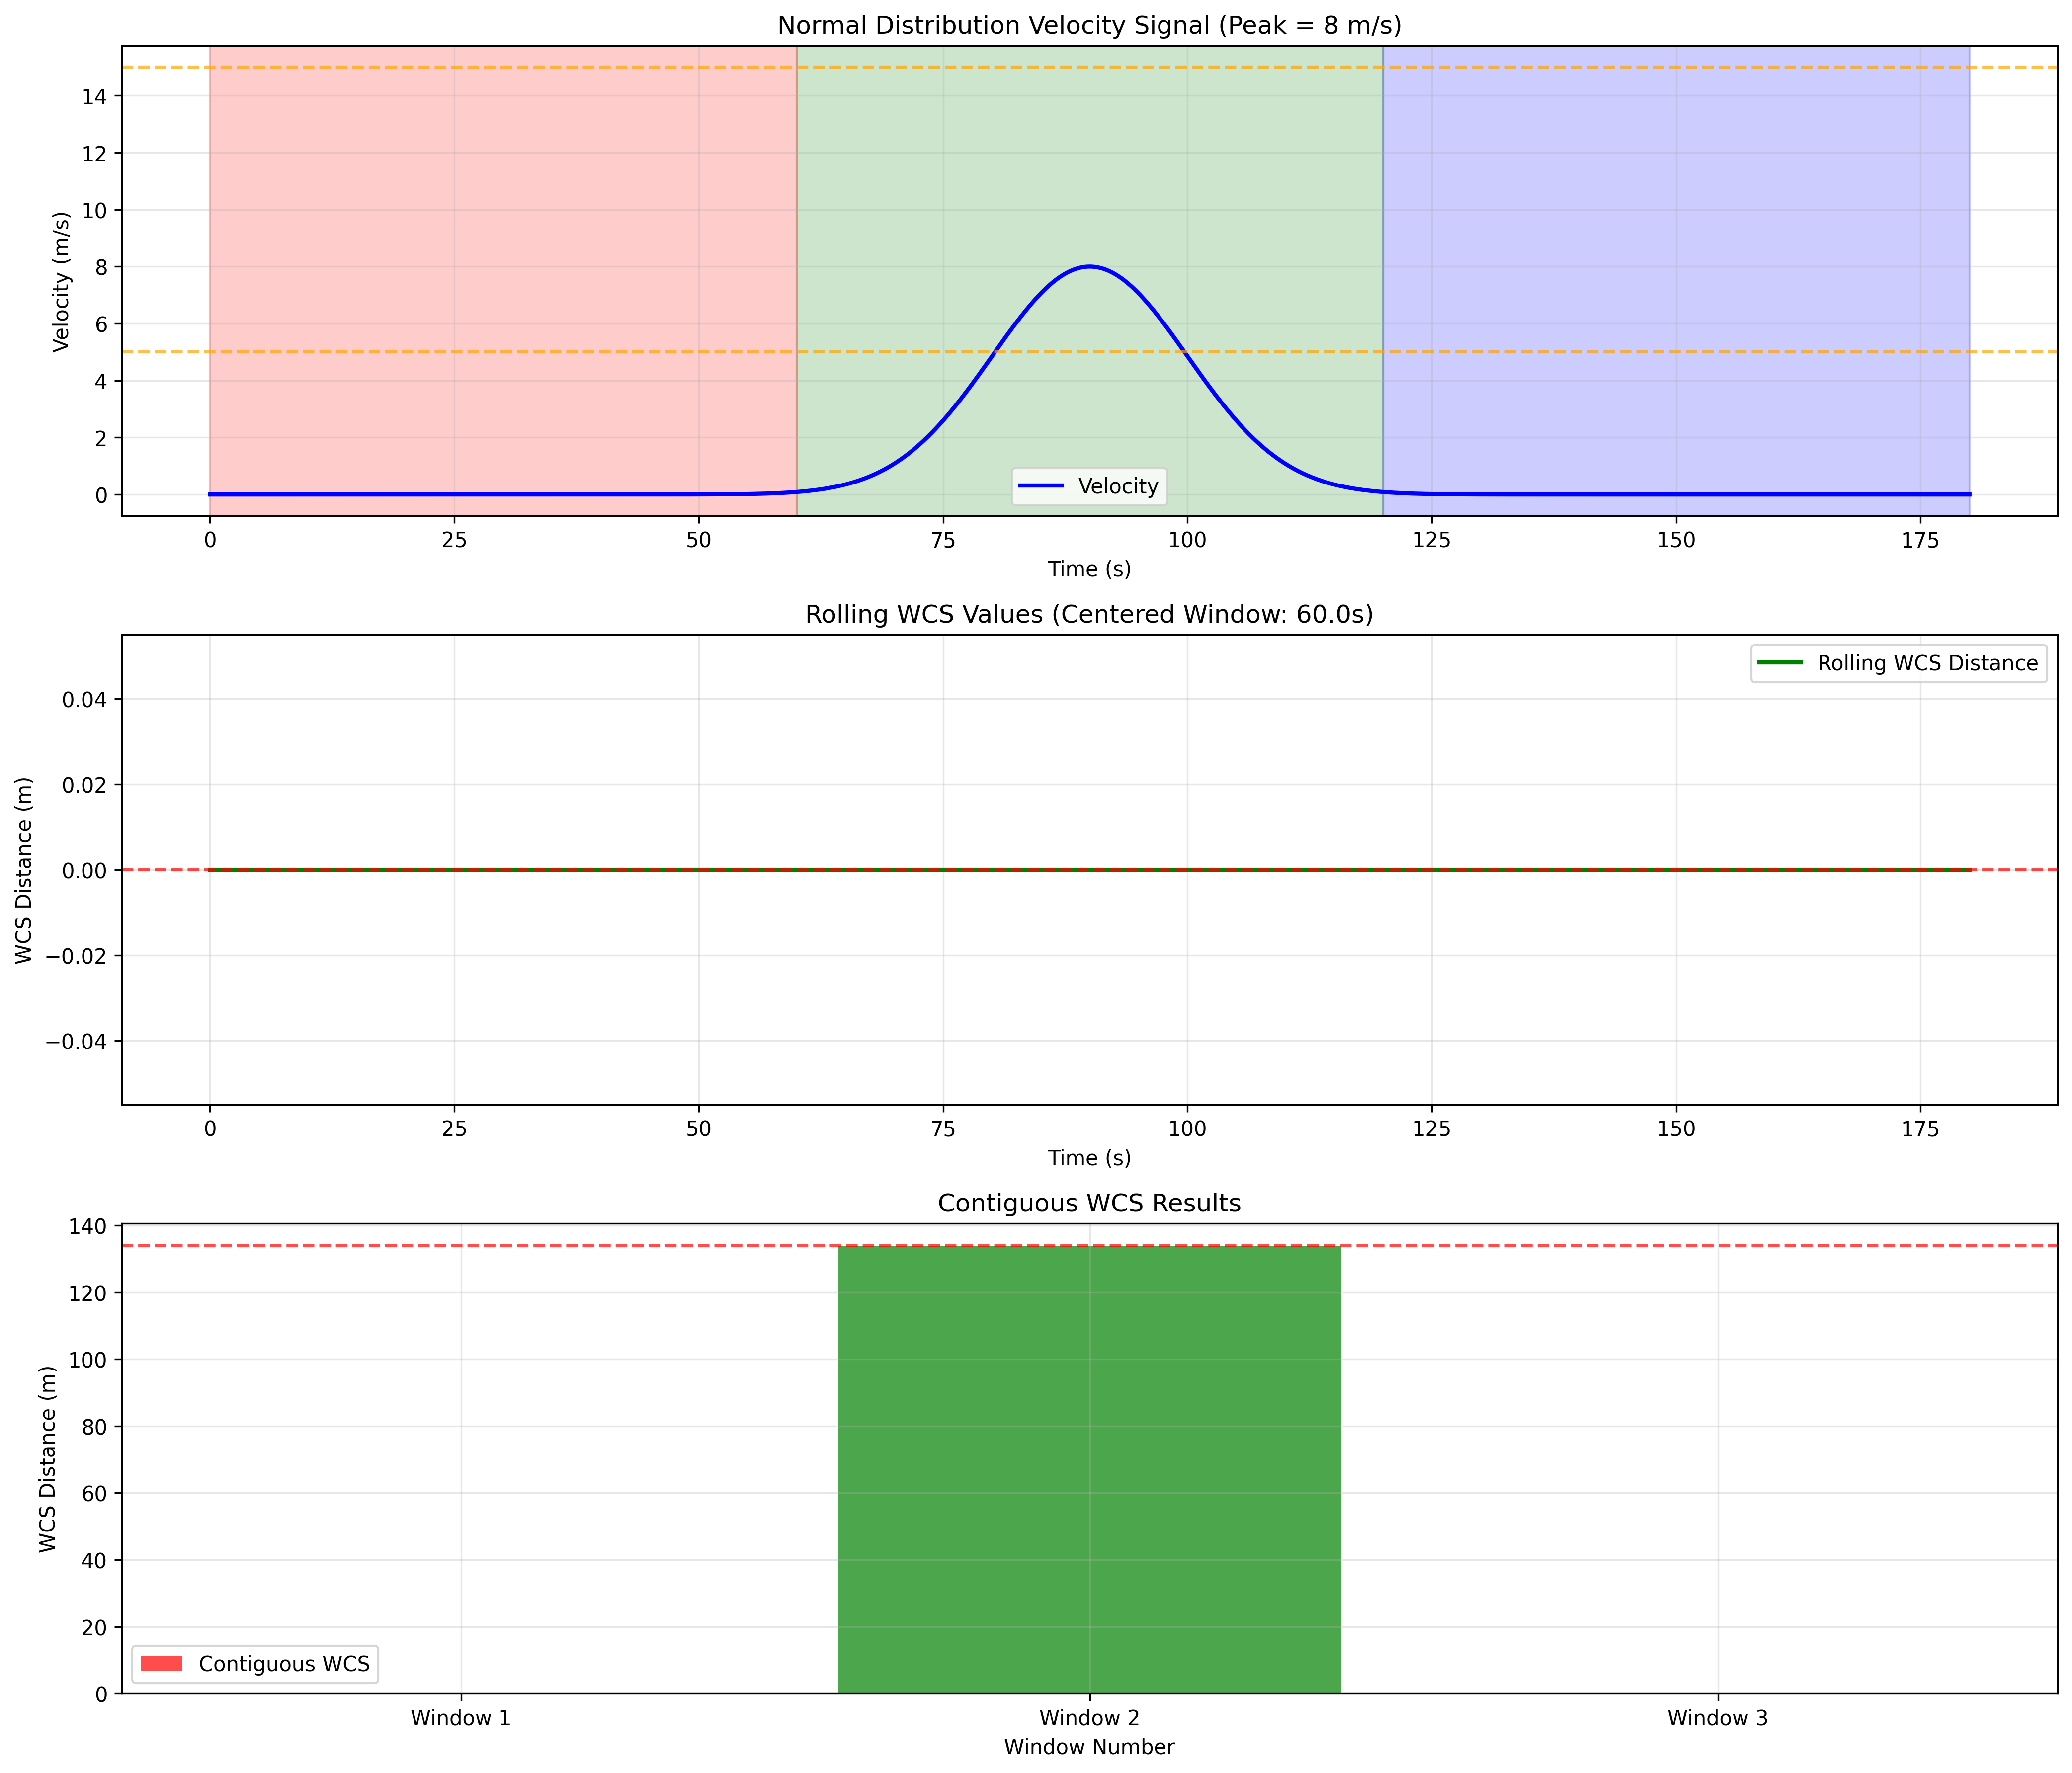 Normal Distribution Velocity Signal (Peak = 8 m/s)
Velocity (m/s)
14
12
10
8
6
4
2
0
Velocity
0 25 50 75 100 125 150 175
Time (s)
Rolling WCS Values (Centered Window: 60.0s)
Rolling WCS Distance
WCS Distance (m)
0.04
0.02
0.00
−0.02
−0.04
0 25 50 75 100 125 150 175
Time (s)
Contiguous WCS Results
WCS Distance (m)
140
120
100
80
60
40
20
0
Contiguous WCS
Window 1 Window 2 Window 3
Window Number